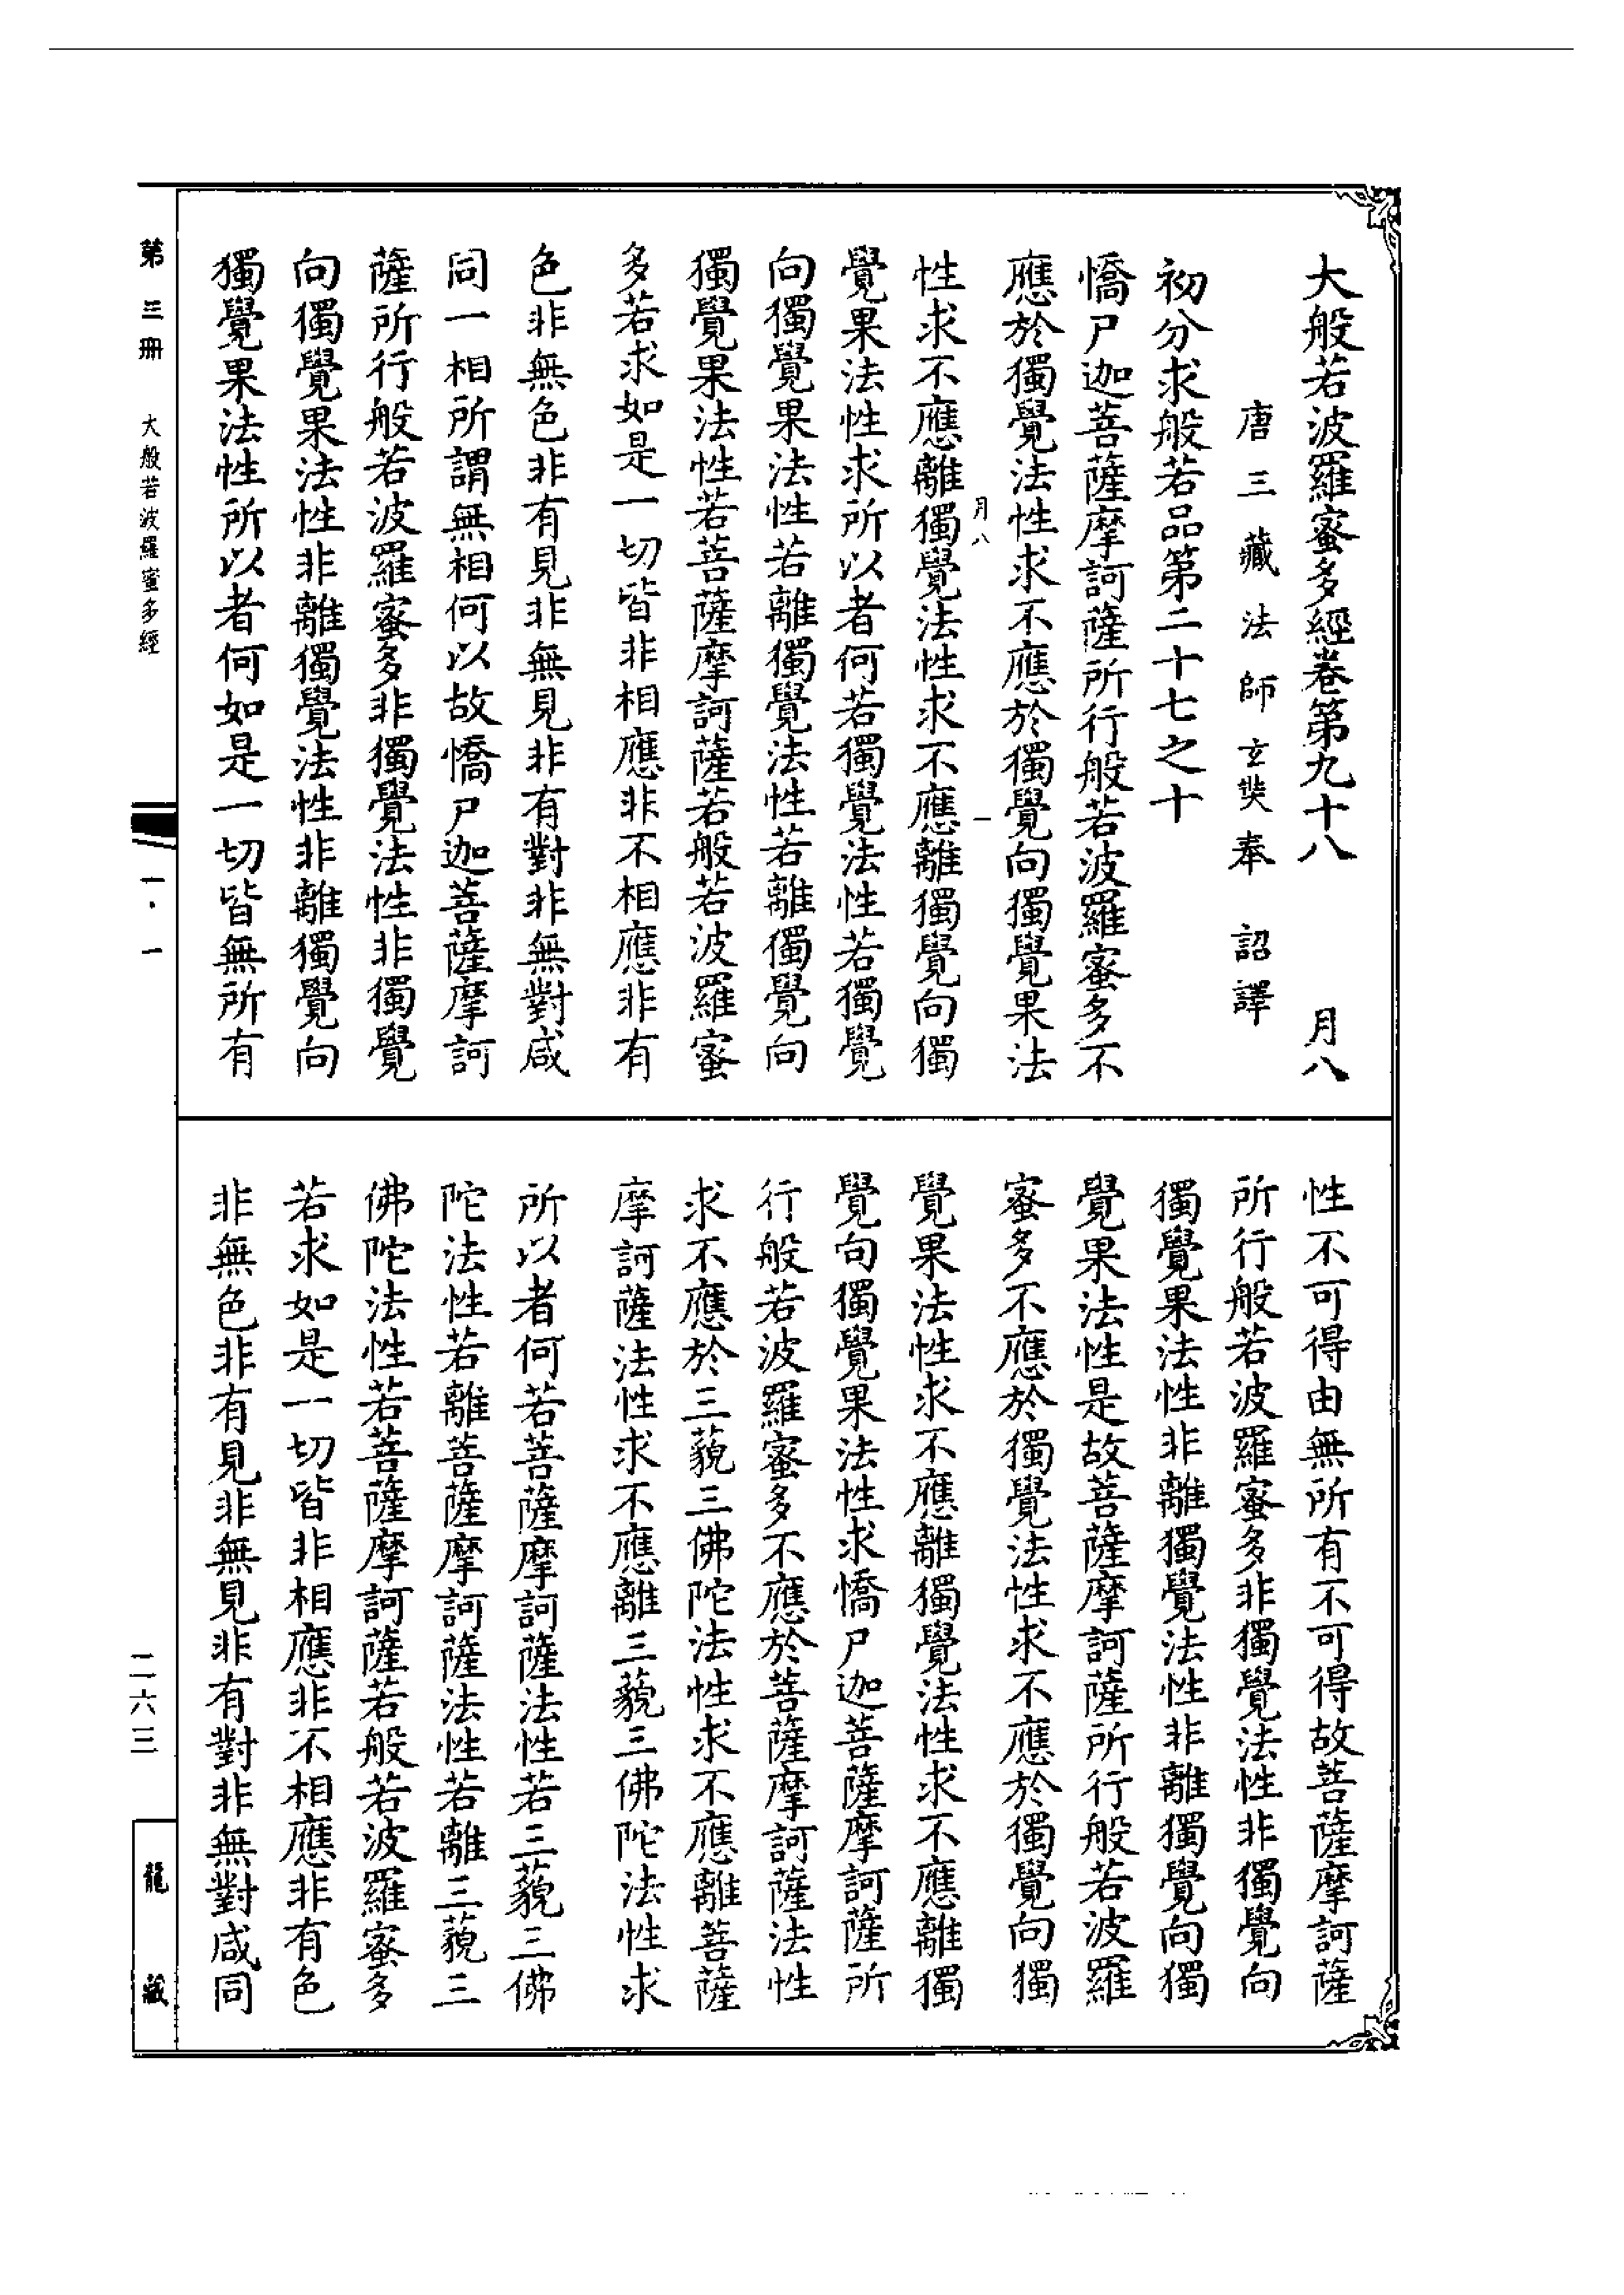 大般若波羅蜜多經卷第九十八 月八
唐三藏法師玄奘奉 詔譯
初分求般若品第二十七之十
憍尸迦菩薩摩訶薩所行般若波羅蜜多不
應於獨覺法性求不應於獨覺向獨覺果法
月八 一
性求不應離獨覺法性求不應離獨覺向獨
覺果法性求所以者何若獨覺法性若獨覺
向獨覺果法性若離獨覺法性若離獨覺向
獨覺果法性若菩薩摩訶薩若般若波羅蜜
多若求如是一切皆非相應非不相應非有
色非無色非有見非無見非有對非無對咸
同一相所謂無相何以故憍尸迦菩薩摩訶
薩所行般若波羅蜜多非獨覺法性非獨覺
向獨覺果法性非離獨覺法性非離獨覺向
獨覺果法性所以者何如是一切皆無所有
性不可得由無所有不可得故菩薩摩訶薩
所行般若波羅蜜多非獨覺法性非獨覺向
獨覺果法性非離獨覺法性非離獨覺向獨
覺果法性是故菩薩摩訶薩所行般若波羅
蜜多不應於獨覺法性求不應於獨覺向獨
覺果法性求不應離獨覺法性求不應離獨
覺向獨覺果法性求憍尸迦菩薩摩訶薩所
行般若波羅蜜多不應於菩薩摩訶薩法性
求不應於三藐三佛陀法性求不應離菩薩
摩訶薩法性求不應離三藐三佛陀法性求
所以者何若菩薩摩訶薩法性若三藐三佛
陀法性若離菩薩摩訶薩法性若離三藐三
佛陀法性若菩薩摩訶薩若般若波羅蜜多
若求如是一切皆非相應非不相應非有色
非無色非有見非無見非有對非無對咸同
第三册 大般若波羅蜜多經
一·一
二六三
龍藏